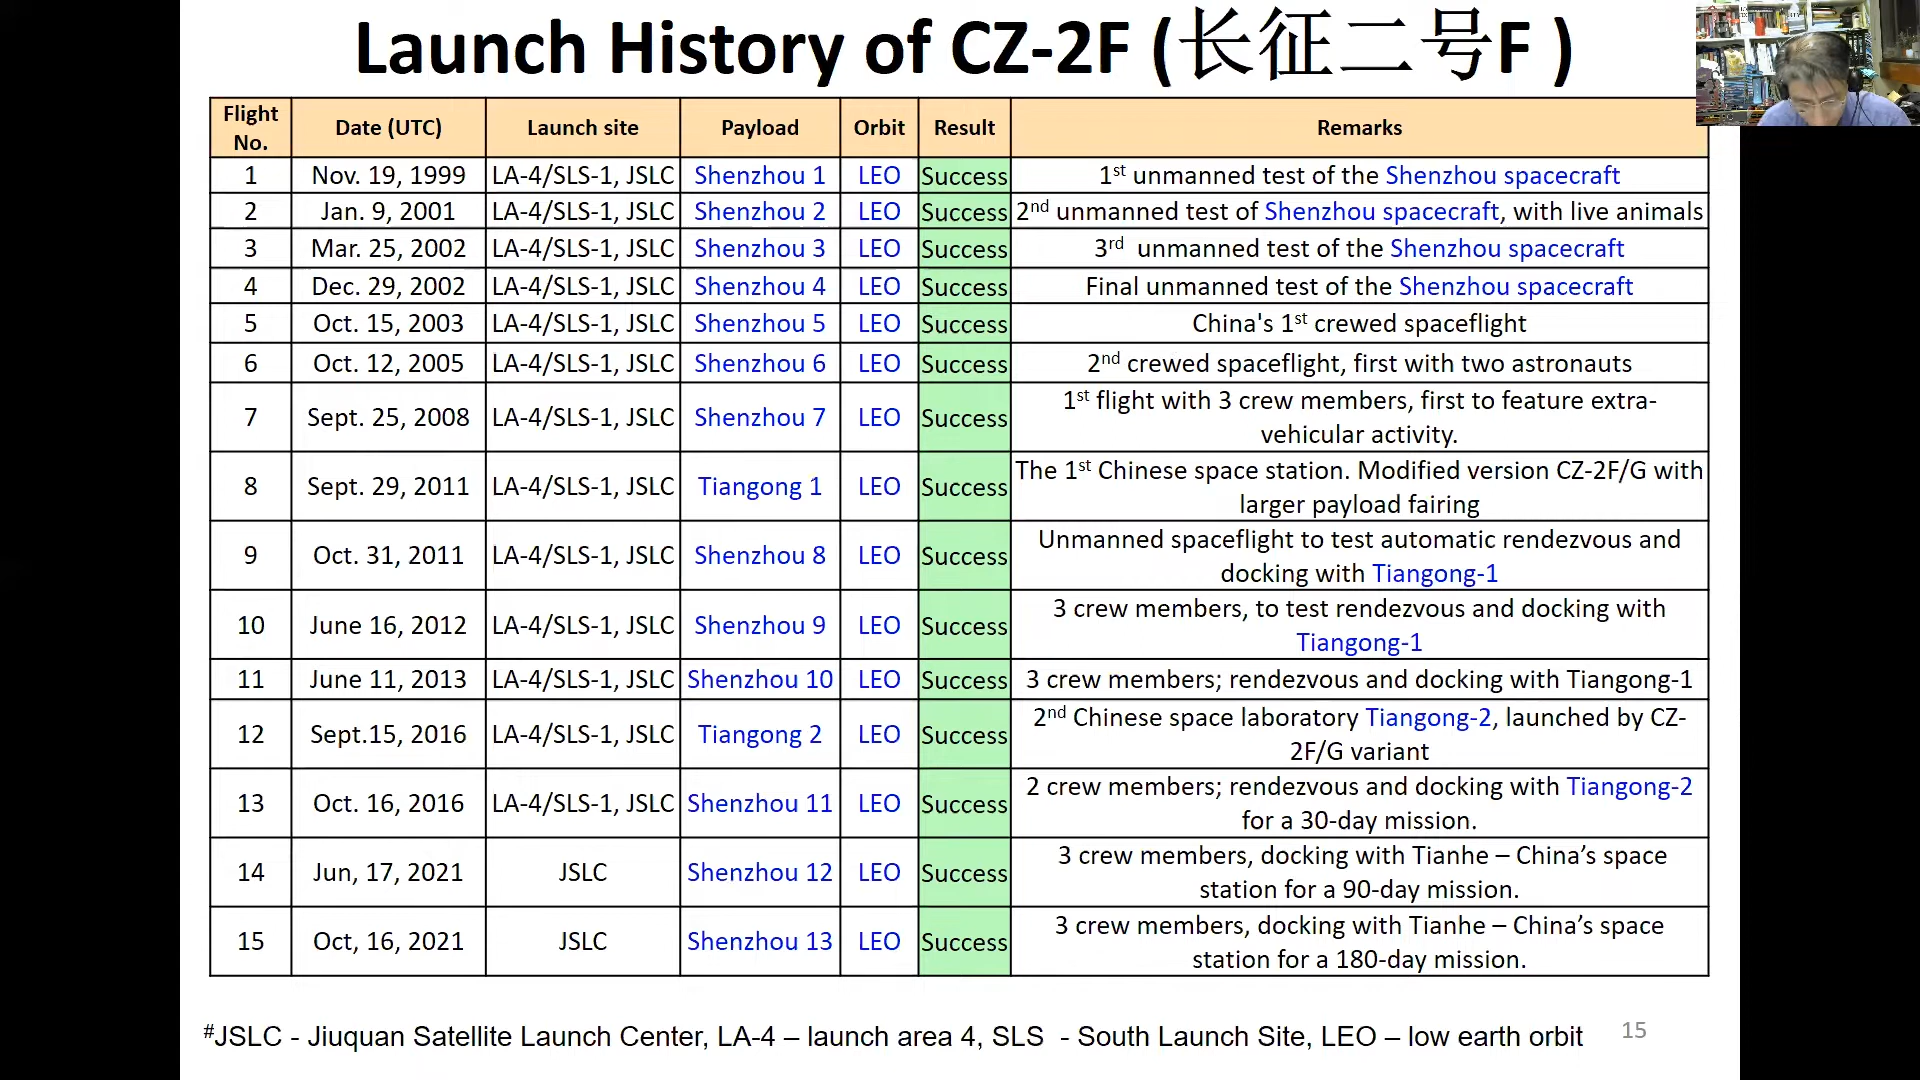 Launch History of CZ-2F (长征二号F )
Flight No. Date (UTC) Launch site Payload Orbit Result Remarks
1 Nov. 19, 1999 LA-4/SLS-1, JSLC Shenzhou 1 LEO Success 1st unmanned test of the Shenzhou spacecraft
2 Jan. 9, 2001 LA-4/SLS-1, JSLC Shenzhou 2 LEO Success 2nd unmanned test of Shenzhou spacecraft, with live animals
3 Mar. 25, 2002 LA-4/SLS-1, JSLC Shenzhou 3 LEO Success 3rd unmanned test of the Shenzhou spacecraft
4 Dec. 29, 2002 LA-4/SLS-1, JSLC Shenzhou 4 LEO Success Final unmanned test of the Shenzhou spacecraft
5 Oct. 15, 2003 LA-4/SLS-1, JSLC Shenzhou 5 LEO Success China's 1st crewed spaceflight
6 Oct. 12, 2005 LA-4/SLS-1, JSLC Shenzhou 6 LEO Success 2nd crewed spaceflight, first with two astronauts
7 Sept. 25, 2008 LA-4/SLS-1, JSLC Shenzhou 7 LEO Success 1st flight with 3 crew members, first to feature extra-
vehicular activity.
8 Sept. 29, 2011 LA-4/SLS-1, JSLC Tiangong 1 LEO Success The 1st Chinese space station. Modified version CZ-2F/G with
larger payload fairing
9 Oct. 31, 2011 LA-4/SLS-1, JSLC Shenzhou 8 LEO Success Unmanned spaceflight to test automatic rendezvous and
docking with Tiangong-1
10 June 16, 2012 LA-4/SLS-1, JSLC Shenzhou 9 LEO Success 3 crew members, to test rendezvous and docking with
Tiangong-1
11 June 11, 2013 LA-4/SLS-1, JSLC Shenzhou 10 LEO Success 3 crew members; rendezvous and docking with Tiangong-1
12 Sept.15, 2016 LA-4/SLS-1, JSLC Tiangong 2 LEO Success 2nd Chinese space laboratory Tiangong-2, launched by CZ-
2F/G variant
13 Oct. 16, 2016 LA-4/SLS-1, JSLC Shenzhou 11 LEO Success 2 crew members; rendezvous and docking with Tiangong-2
for a 30-day mission.
14 Jun, 17, 2021 JSLC Shenzhou 12 LEO Success 3 crew members, docking with Tianhe – China’s space
station for a 90-day mission.
15 Oct, 16, 2021 JSLC Shenzhou 13 LEO Success 3 crew members, docking with Tianhe – China’s space
station for a 180-day mission.
#JSLC - Jiuquan Satellite Launch Center, LA-4 – launch area 4, SLS - South Launch Site, LEO – low earth orbit
15